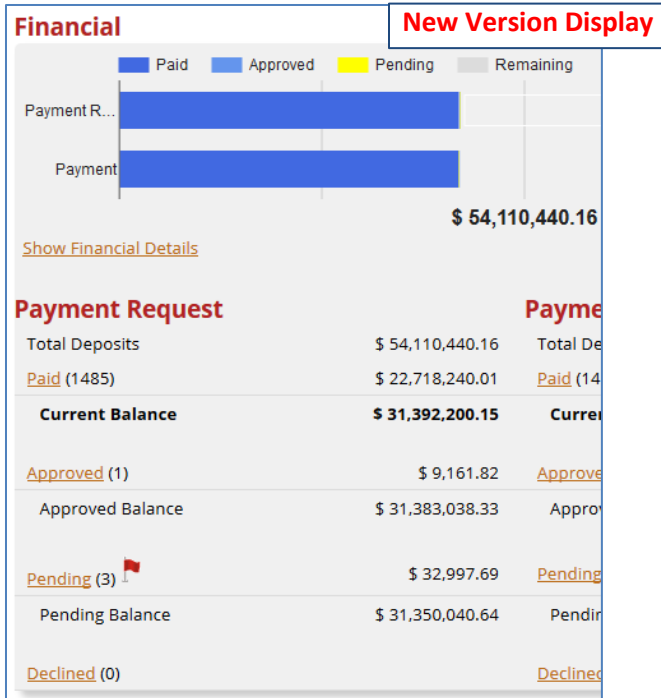 Financial
New Version Display
Paid Approved Pending Remaining
Payment R...
Payment
$ 54,110,440.16
Show Financial Details
Payment Request Payme
Total Deposits $ 54,110,440.16 Total De
Paid (1485) $ 22,718,240.01 Paid (14
Current Balance $ 31,392,200.15 Currer
Approved (1) $ 9,161.82 Approve
Approved Balance $ 31,383,038.33 Approv
Pending (3) $ 32,997.69 Pending
Pending Balance $ 31,350,040.64 Pendin
Declined (0) Declined